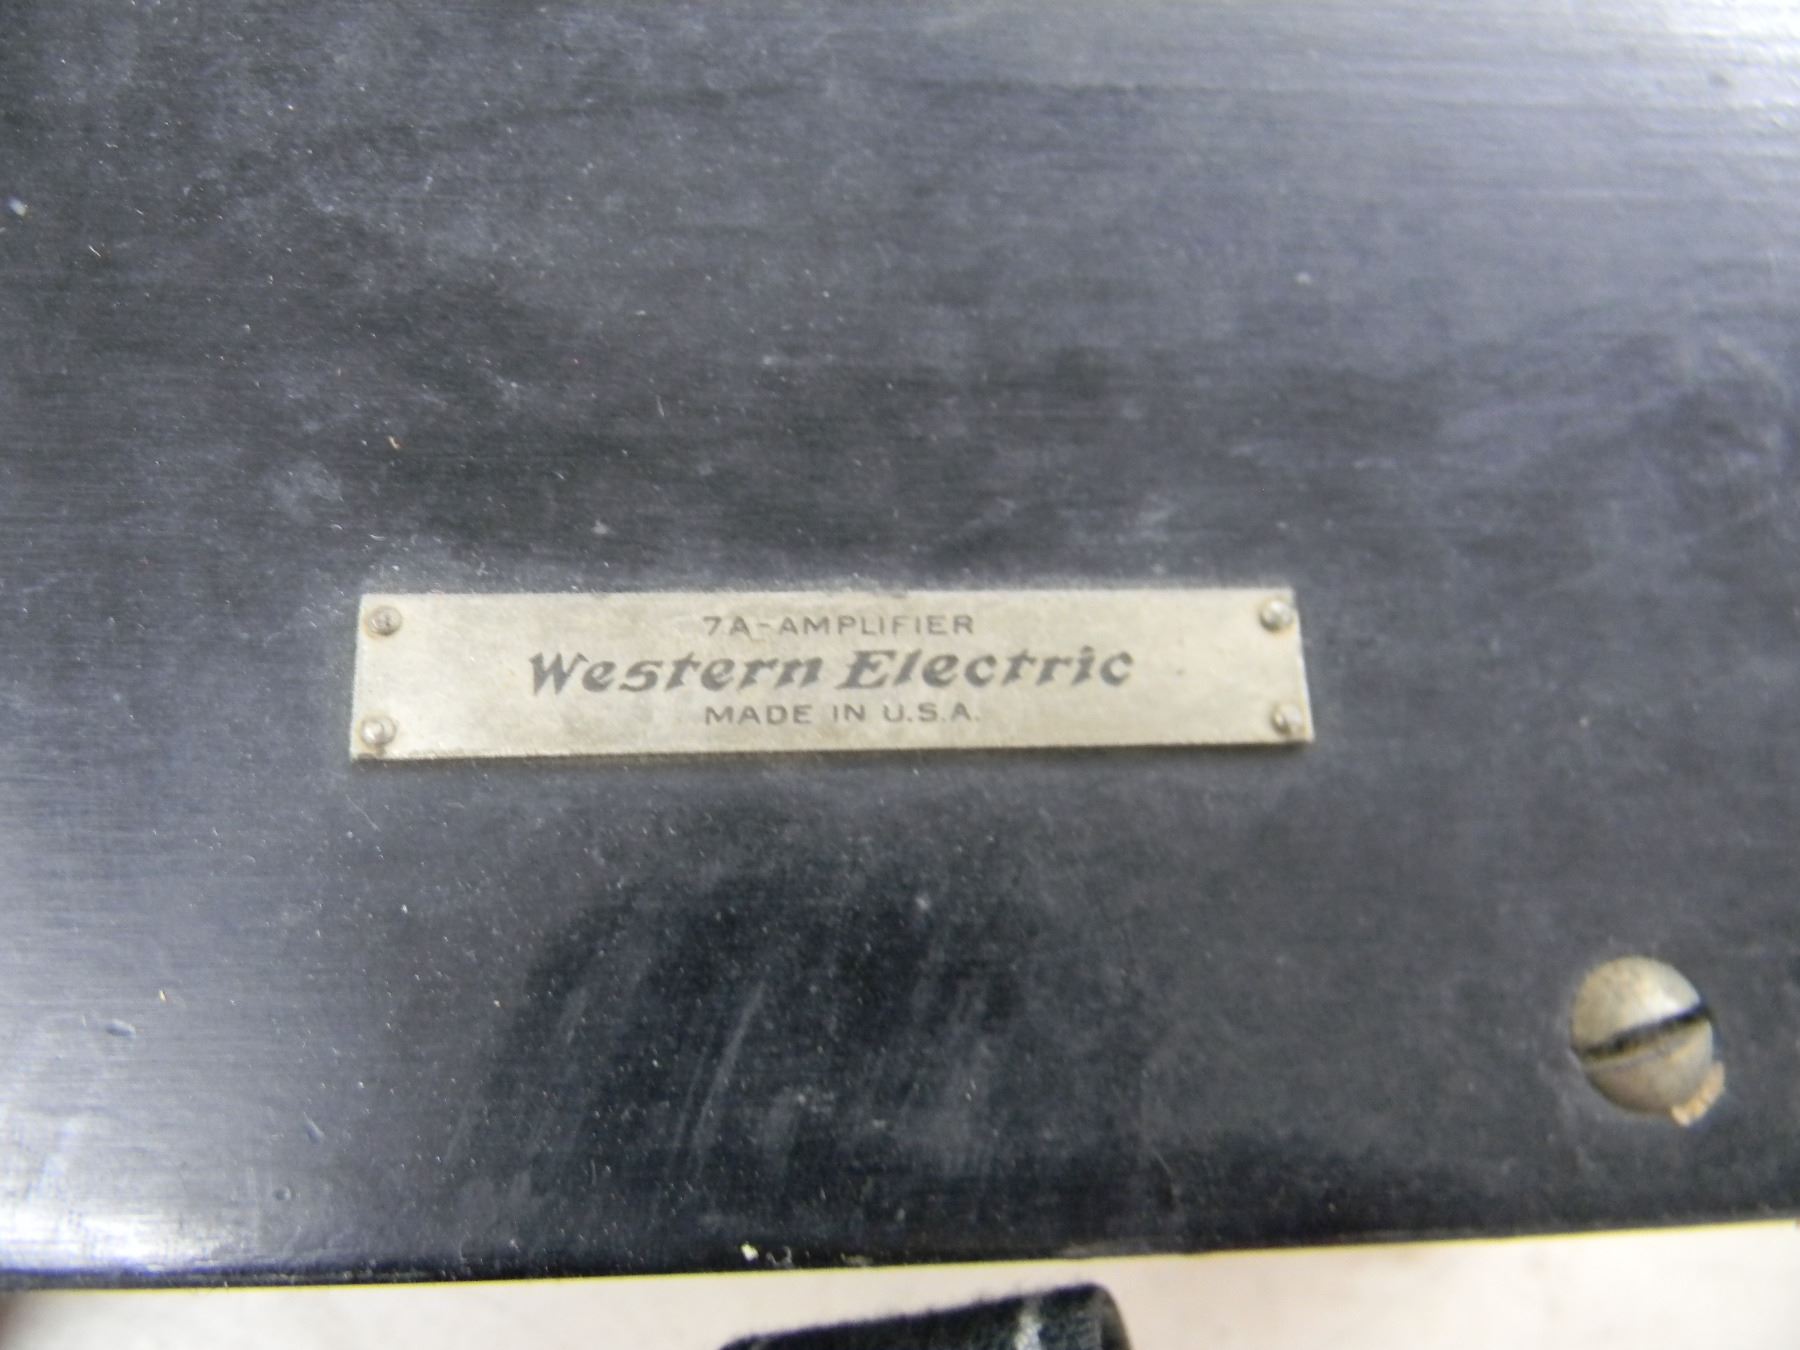 7A-AMPLIFIER
Western Electric
MADE IN U.S.A.